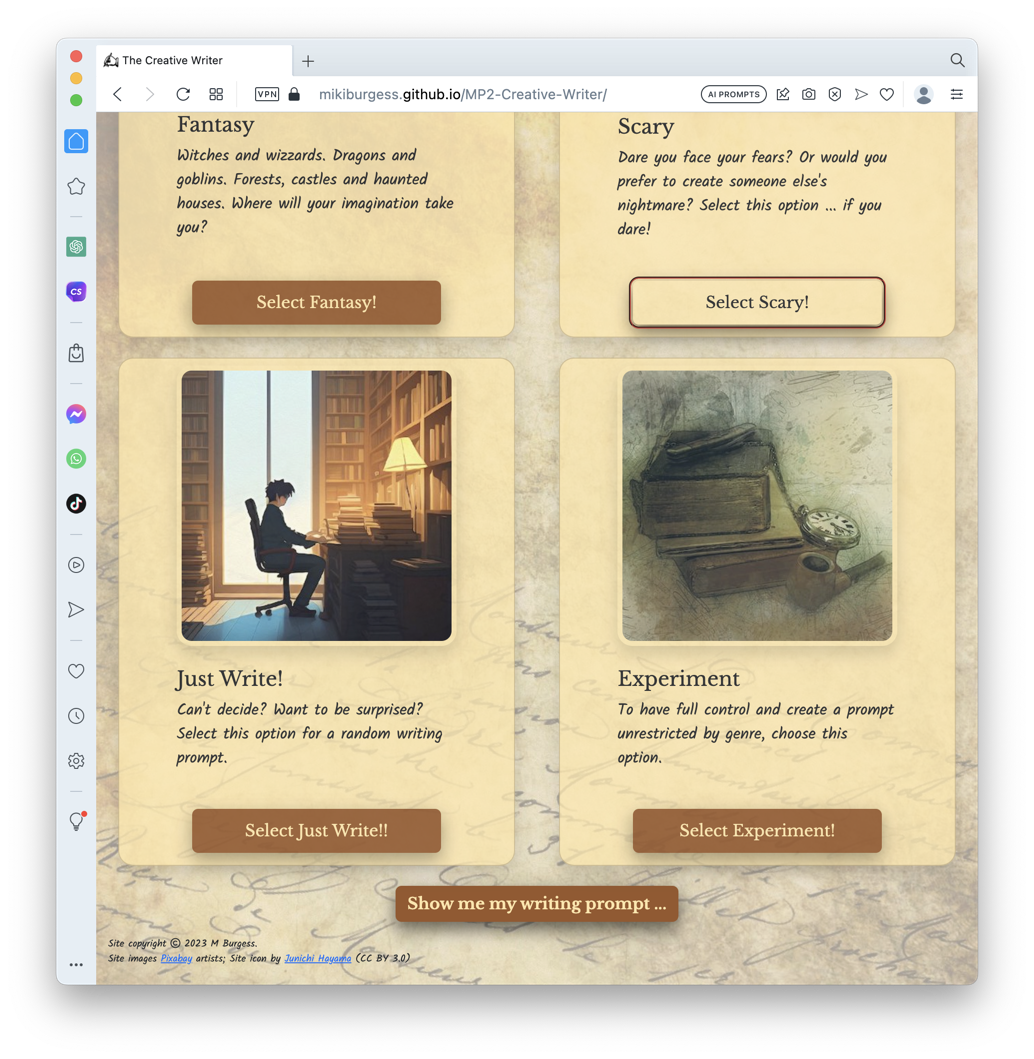 The Creative Writer
VPN
mikiburgess.github.io/MP2-Creative-Writer/
AI PROMPTS
CS
Fantasy
Witches and wizzards. Dragons and
goblins. Forests, castles and haunted
houses. Where will your imagination take
you?
Select Fantasy!
Scary
Dare you face your fears? Or would you
prefer to create someone else's
nightmare? Select this option ... if you
dare!
Select Scary!
Just Write!
Can't decide? Want to be surprised?
Select this option for a random writing
prompt.
Select Just Write!!
Experiment
To have full control and create a prompt
unrestricted by genre, choose this
option.
Select Experiment!
Show me my writing prompt ...
Site copyright © 2023 M Burgess.
Site images Pixabay artists; Site icon by Junichi Hayama (CC BY 3.0)